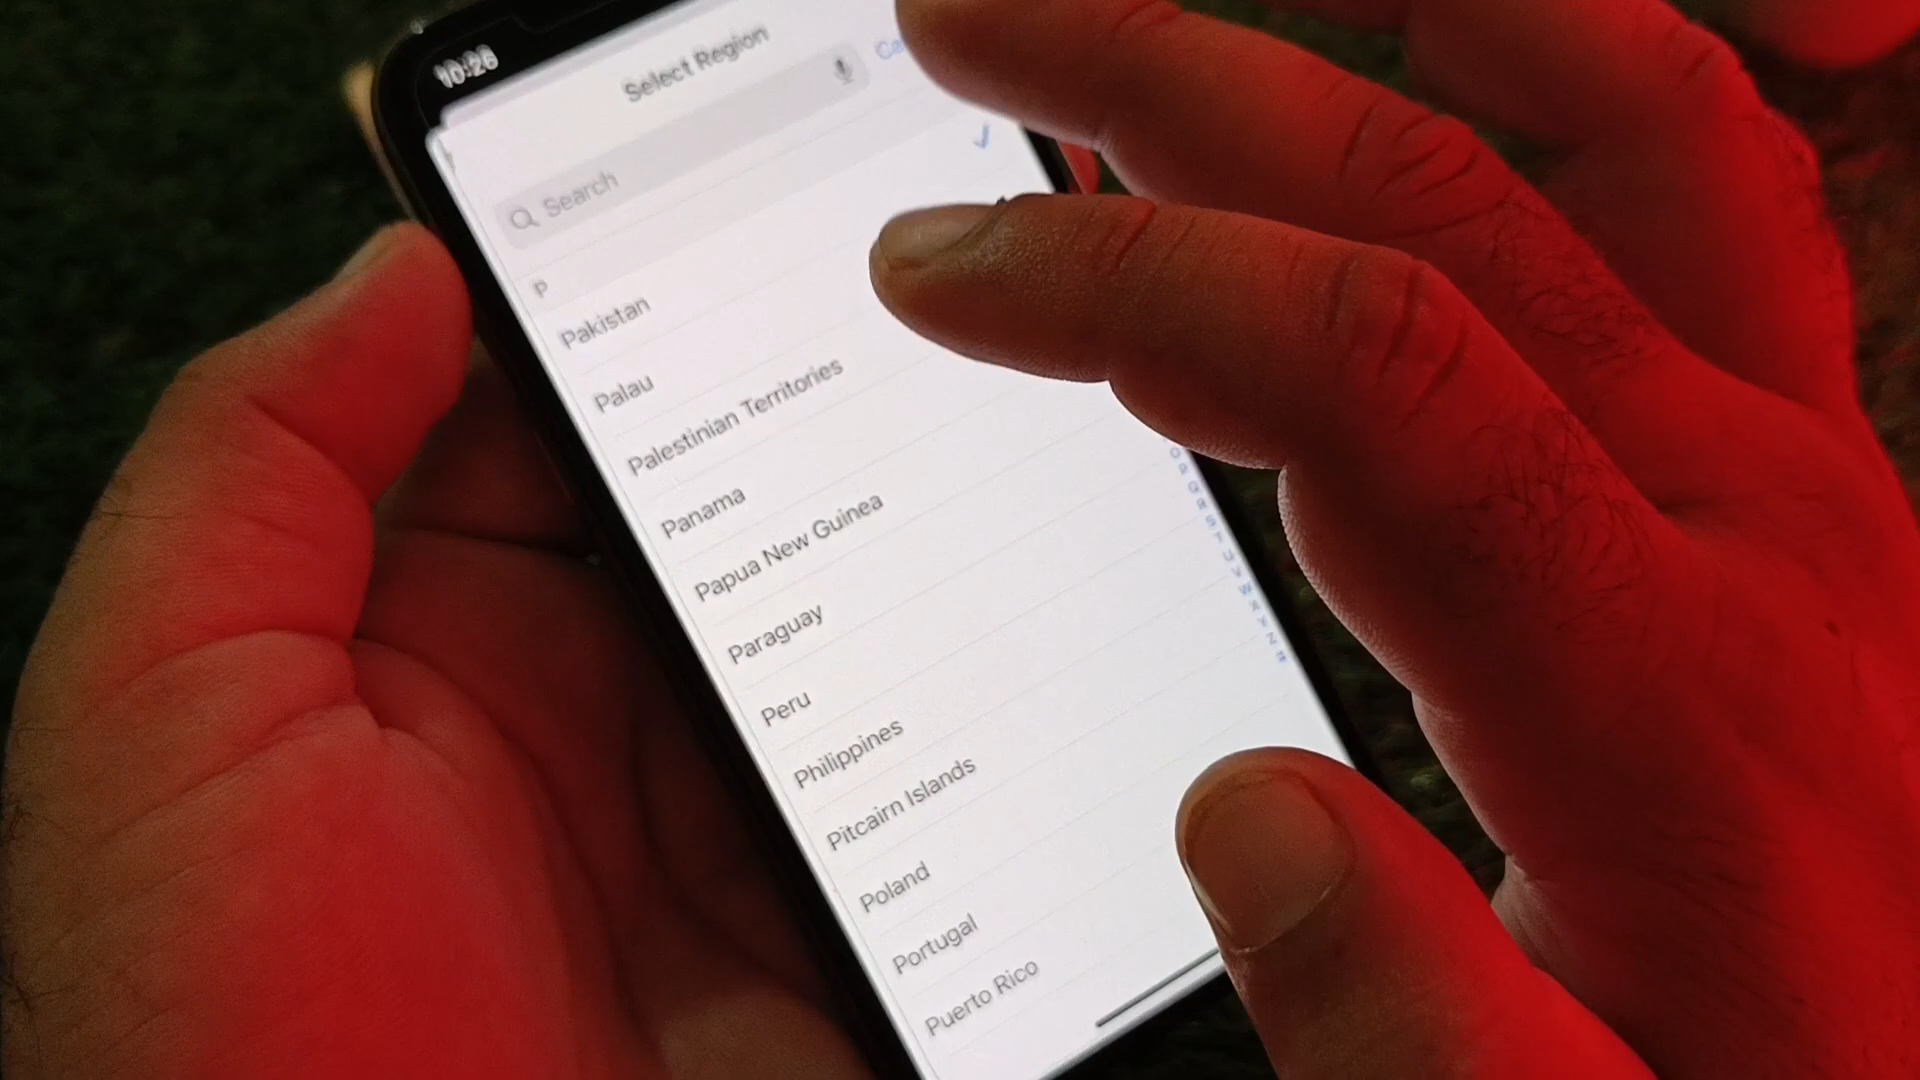 10:28
Select Region
Search
P
Pakistan
Palau
Palestinian Territories
Panama
Papua New Guinea
Paraguay
Peru
Philippines
Pitcairn Islands
Poland
Portugal
Puerto Rico
O
P
Q
R
S
T
U
V
W
X
Y
Z
#